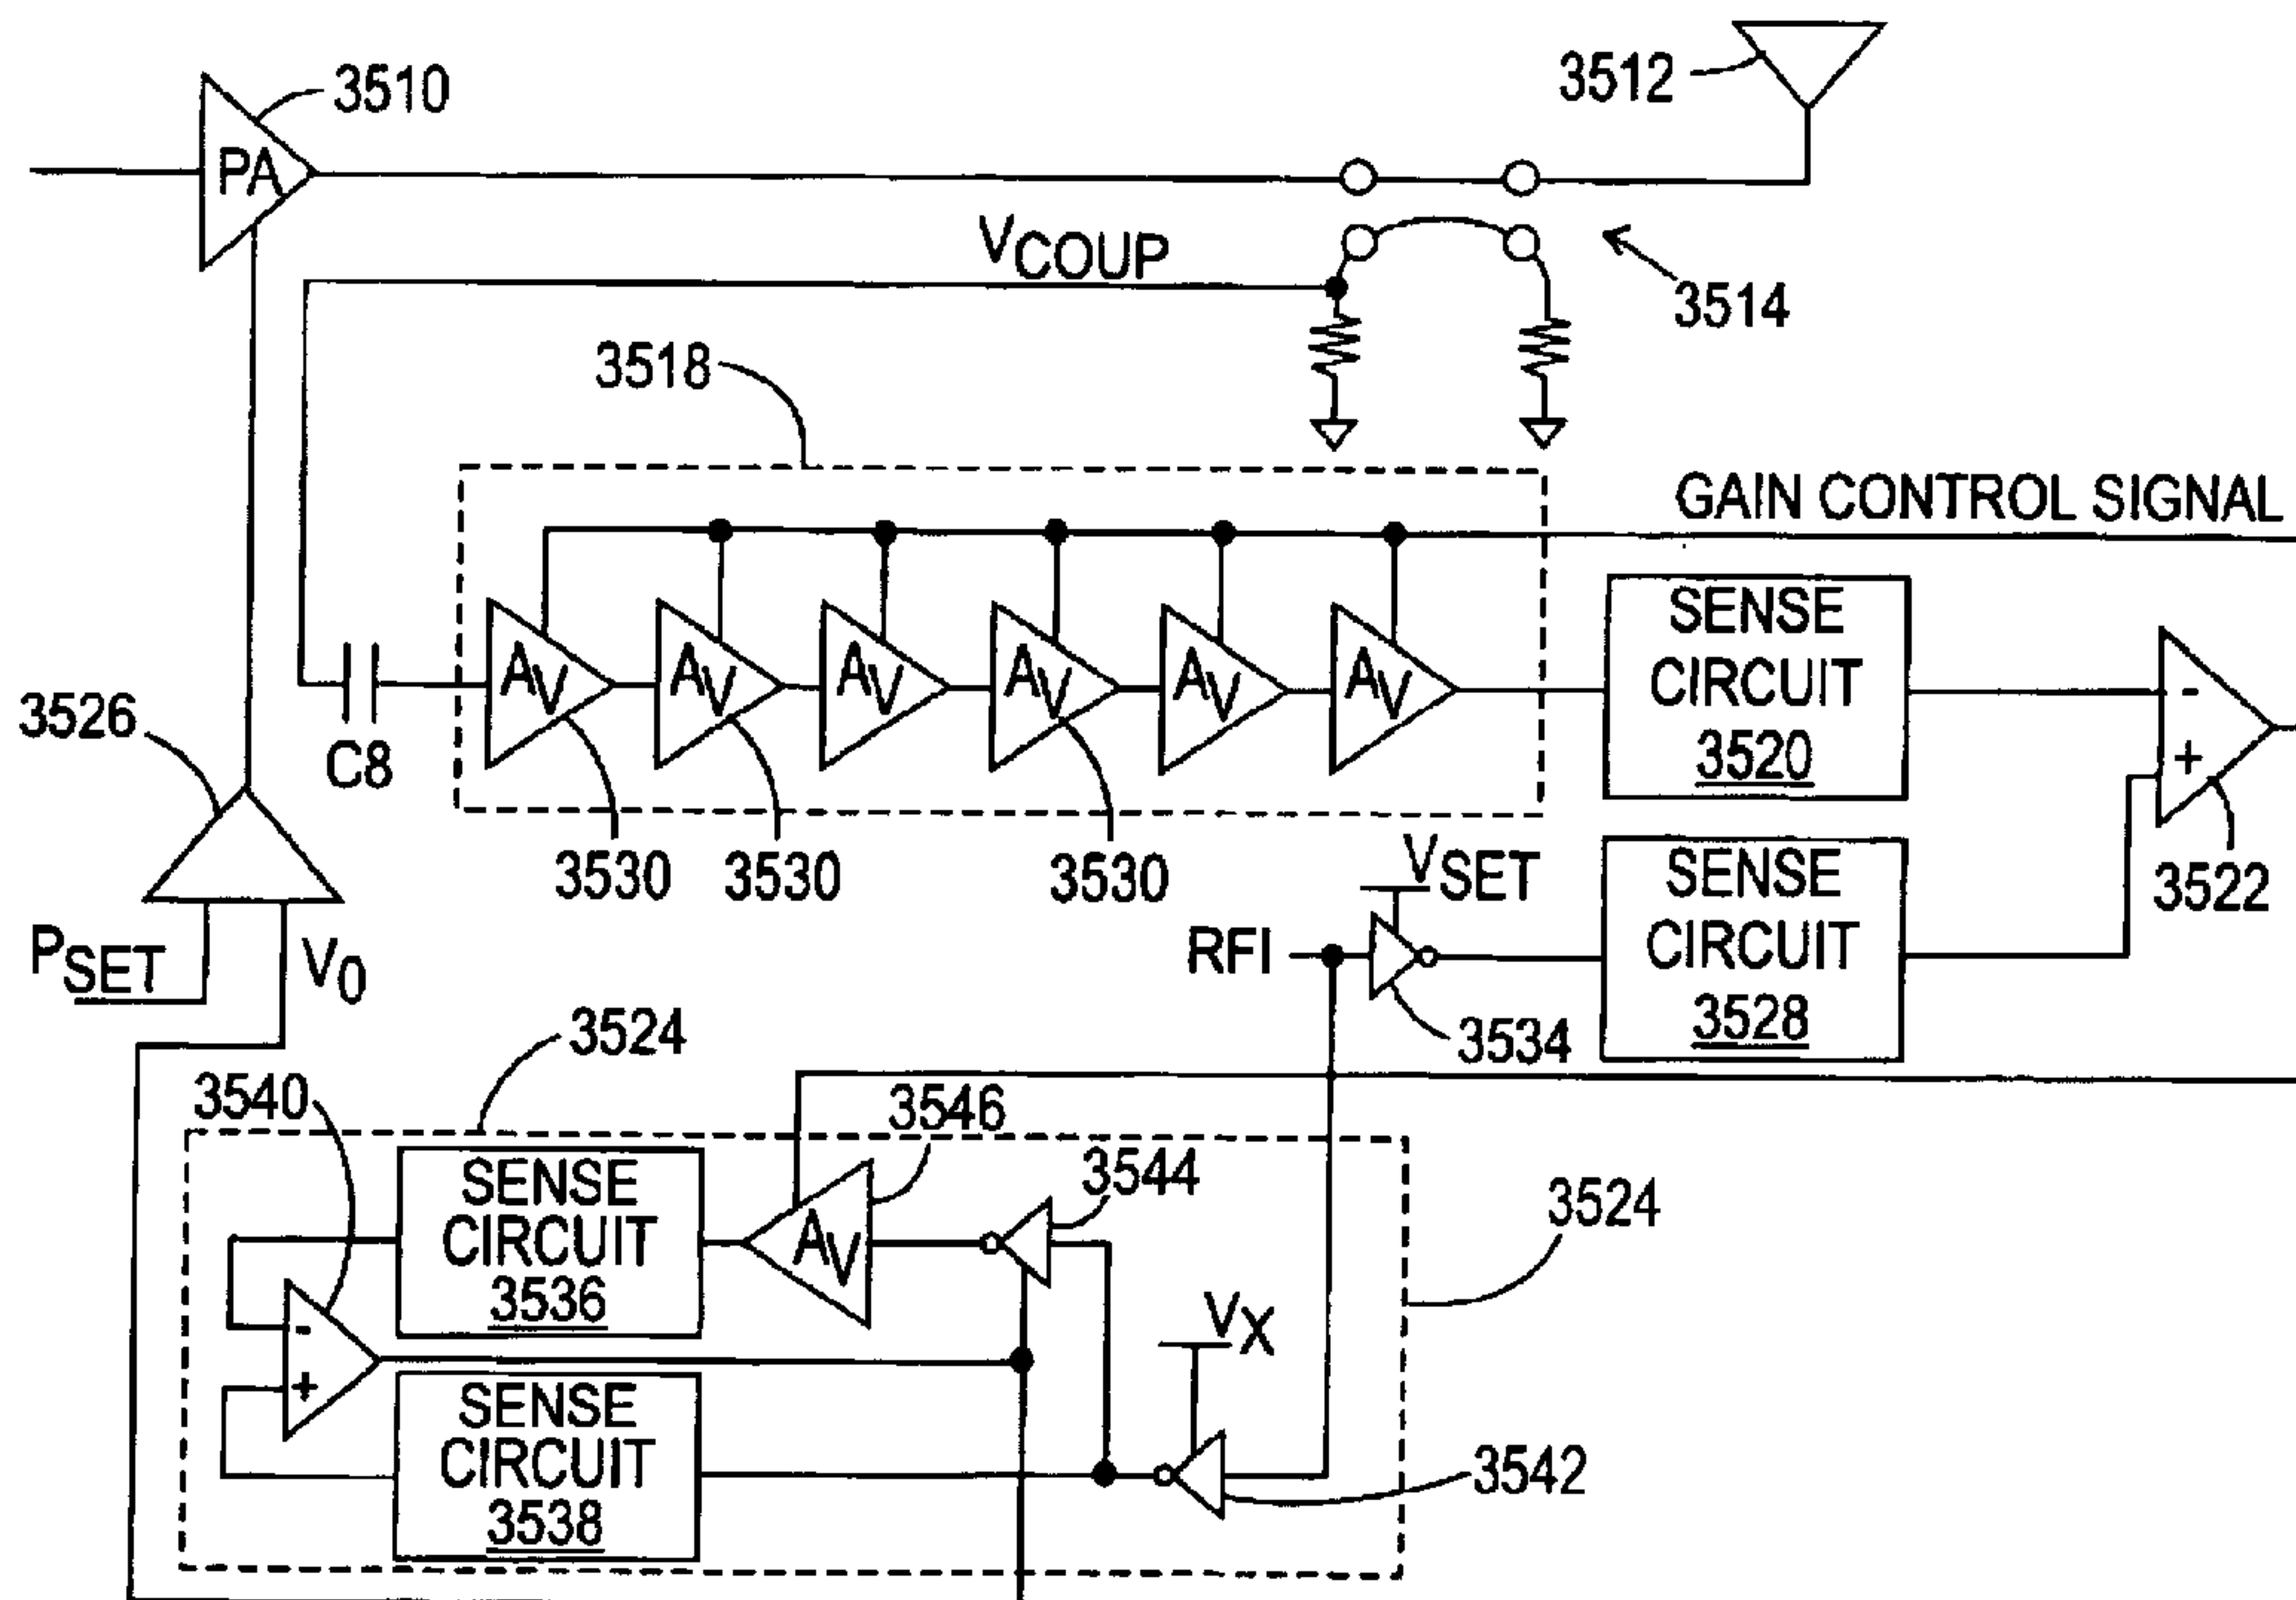 3510
3512
PA
VCOUP
3514
3518
GAIN CONTROL SIGNAL
AV AV AV AV AV AV
SENSE
CIRCUIT
3520
-
+
3526
C8
3530 3530 3530
3522
VSET
RFI
SENSE
CIRCUIT
3528
3534
PSET
V0
3524
3540
3546
3544
3524
SENSE
CIRCUIT
3536
AV
-
+
VX
SENSE
CIRCUIT
3538
3542